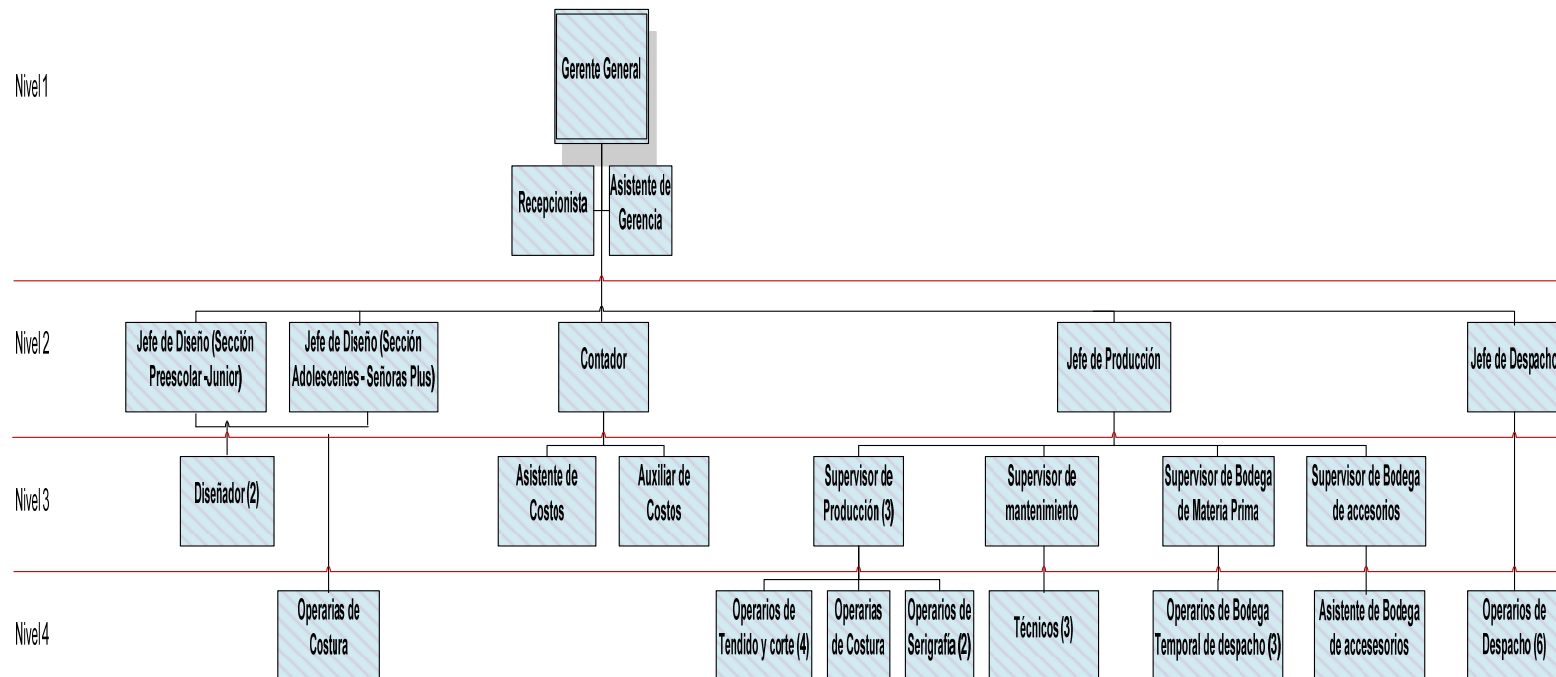 Nivel 1
Gerente General
Recepcionista
Asistente de
Gerencia
Nivel 2
Jefe de Diseño (Sección
Preescolar -Junior)
Jefe de Diseño (Sección
Adolescentes - Señoras Plus)
Contador
Jefe de Producción
Jefe de Despacho
Nivel 3
Diseñador (2)
Asistente de
Costos
Auxiliar de
Costos
Supervisor de
Producción (3)
Supervisor de
mantenimiento
Supervisor de Bodega
de Materia Prima
Supervisor de Bodega
de accesorios
Nivel 4
Operarias de
Costura
Operarios de
Tendido y corte (4)
Operarias
de Costura
Operarios de
Serigrafía (2)
Técnicos (3)
Operarios de Bodega
Temporal de despacho (3)
Asistente de Bodega
de accesesorios
Operarios de
Despacho (6)